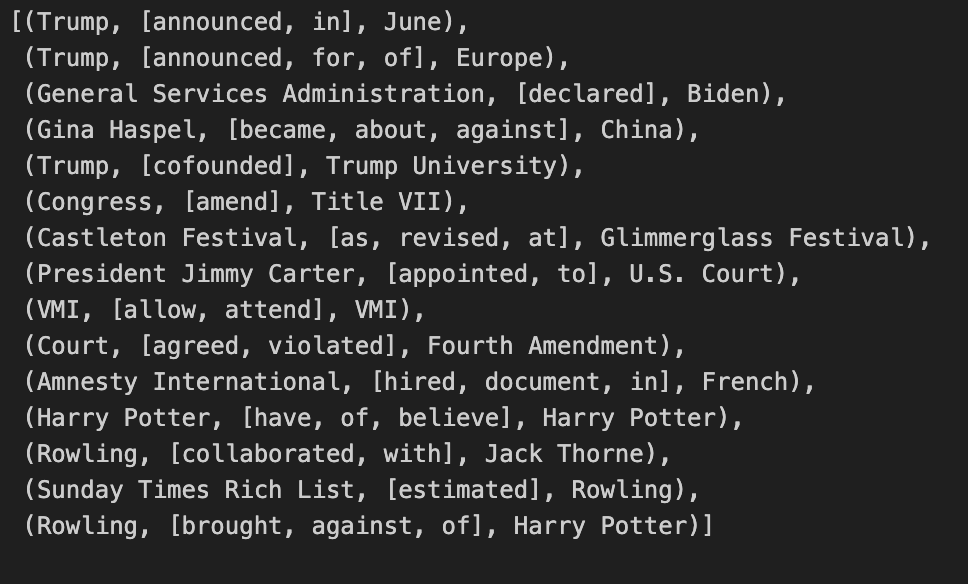 [(Trump, [announced, in], June),
(Trump, [announced, for, of], Europe),
(General Services Administration, [declared], Biden),
(Gina Haspel, [became, about, against], China),
(Trump, [cofounded], Trump University),
(Congress, [amend], Title VII),
(Castleton Festival, [as, revised, at], Glimmerglass Festival),
(President Jimmy Carter, [appointed, to], U.S. Court),
(VMI, [allow, attend], VMI),
(Court, [agreed, violated], Fourth Amendment),
(Amnesty International, [hired, document, in], French),
(Harry Potter, [have, of, believe], Harry Potter),
(Rowling, [collaborated, with], Jack Thorne),
(Sunday Times Rich List, [estimated], Rowling),
(Rowling, [brought, against, of], Harry Potter)]